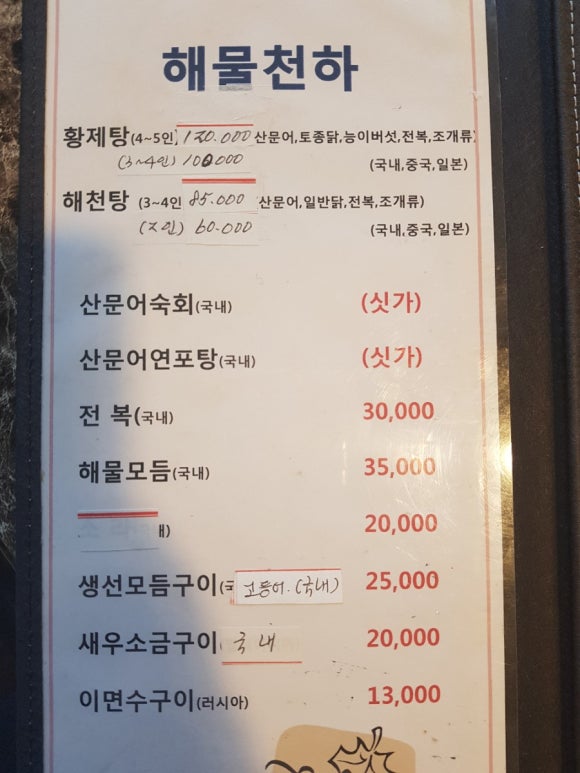 해물천하
황제탕(4~5인) 120.000 산문어,토종닭,능이버섯,전복,조개류)
(3~4인) 100000 (국내,중국,일본)
해천탕 (3~4인 85.000 산문어,일반닭,전복,조개류)
(2인) 60.000 (국내,중국,일본)
산문어숙회(국내) (싯가)
산문어연포탕(국내) (싯가)
전 복(국내) 30,000
해물모듬(국내) 35,000
20,000
생선모듬구이( 고등어.(국내) 25,000
새우소금구이 국내 20,000
이면수구이(러시아) 13,000